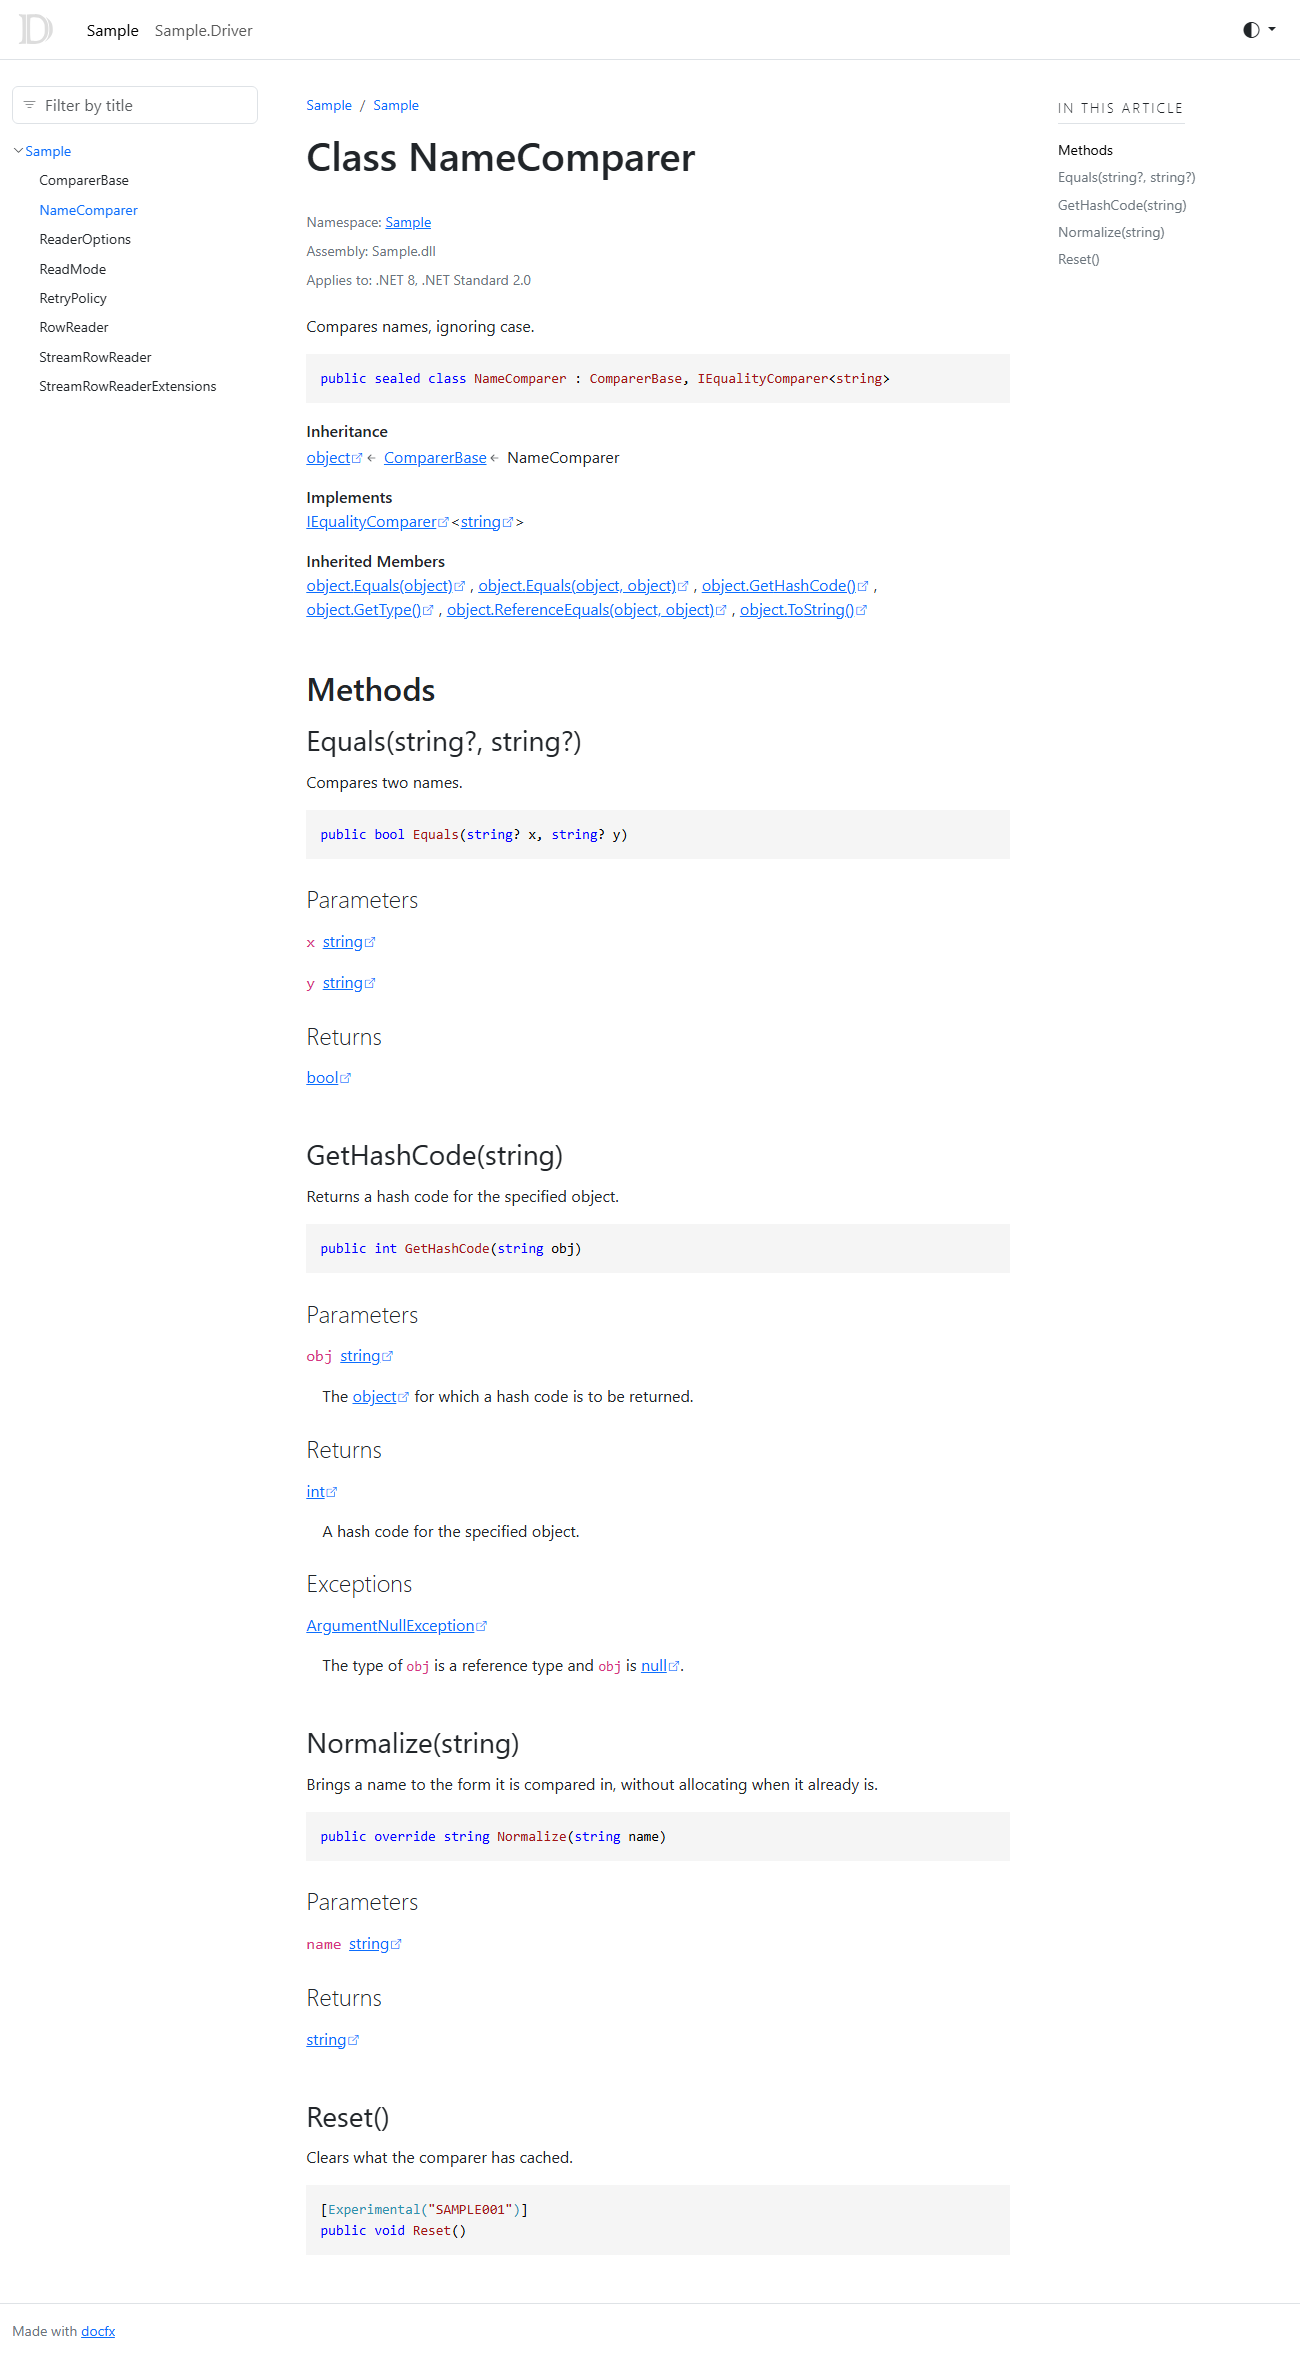 Sample Sample.Driver
Filter by title
Sample
ComparerBase
NameComparer
ReaderOptions
ReadMode
RetryPolicy
RowReader
StreamRowReader
StreamRowReaderExtensions
Sample / Sample
Class NameComparer
Namespace: Sample
Assembly: Sample.dll
Applies to: .NET 8, .NET Standard 2.0
Compares names, ignoring case.
public sealed class NameComparer : ComparerBase, IEqualityComparer<string>
Inheritance
object ← ComparerBase ← NameComparer
Implements
IEqualityComparer<string>
Inherited Members
object.Equals(object) , object.Equals(object, object) , object.GetHashCode() ,
object.GetType() , object.ReferenceEquals(object, object) , object.ToString()
Methods
Equals(string?, string?)
Compares two names.
public bool Equals(string? x, string? y)
Parameters
x string
y string
Returns
bool
GetHashCode(string)
Returns a hash code for the specified object.
public int GetHashCode(string obj)
Parameters
obj string
The object for which a hash code is to be returned.
Returns
int
A hash code for the specified object.
Exceptions
ArgumentNullException
The type of obj is a reference type and obj is null.
Normalize(string)
Brings a name to the form it is compared in, without allocating when it already is.
public override string Normalize(string name)
Parameters
name string
Returns
string
Reset()
Clears what the comparer has cached.
[Experimental("SAMPLE001")]
public void Reset()
IN THIS ARTICLE
Methods
Equals(string?, string?)
GetHashCode(string)
Normalize(string)
Reset()
Made with docfx